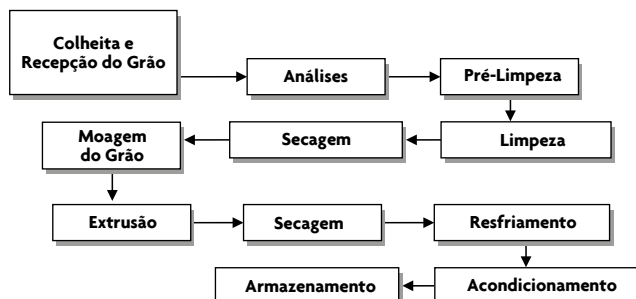 Colheita e
Recepção do Grão
Análises
Pré-Limpeza
Limpeza
Secagem
Moagem
do Grão
Extrusão
Secagem
Resfriamento
Acondicionamento
Armazenamento